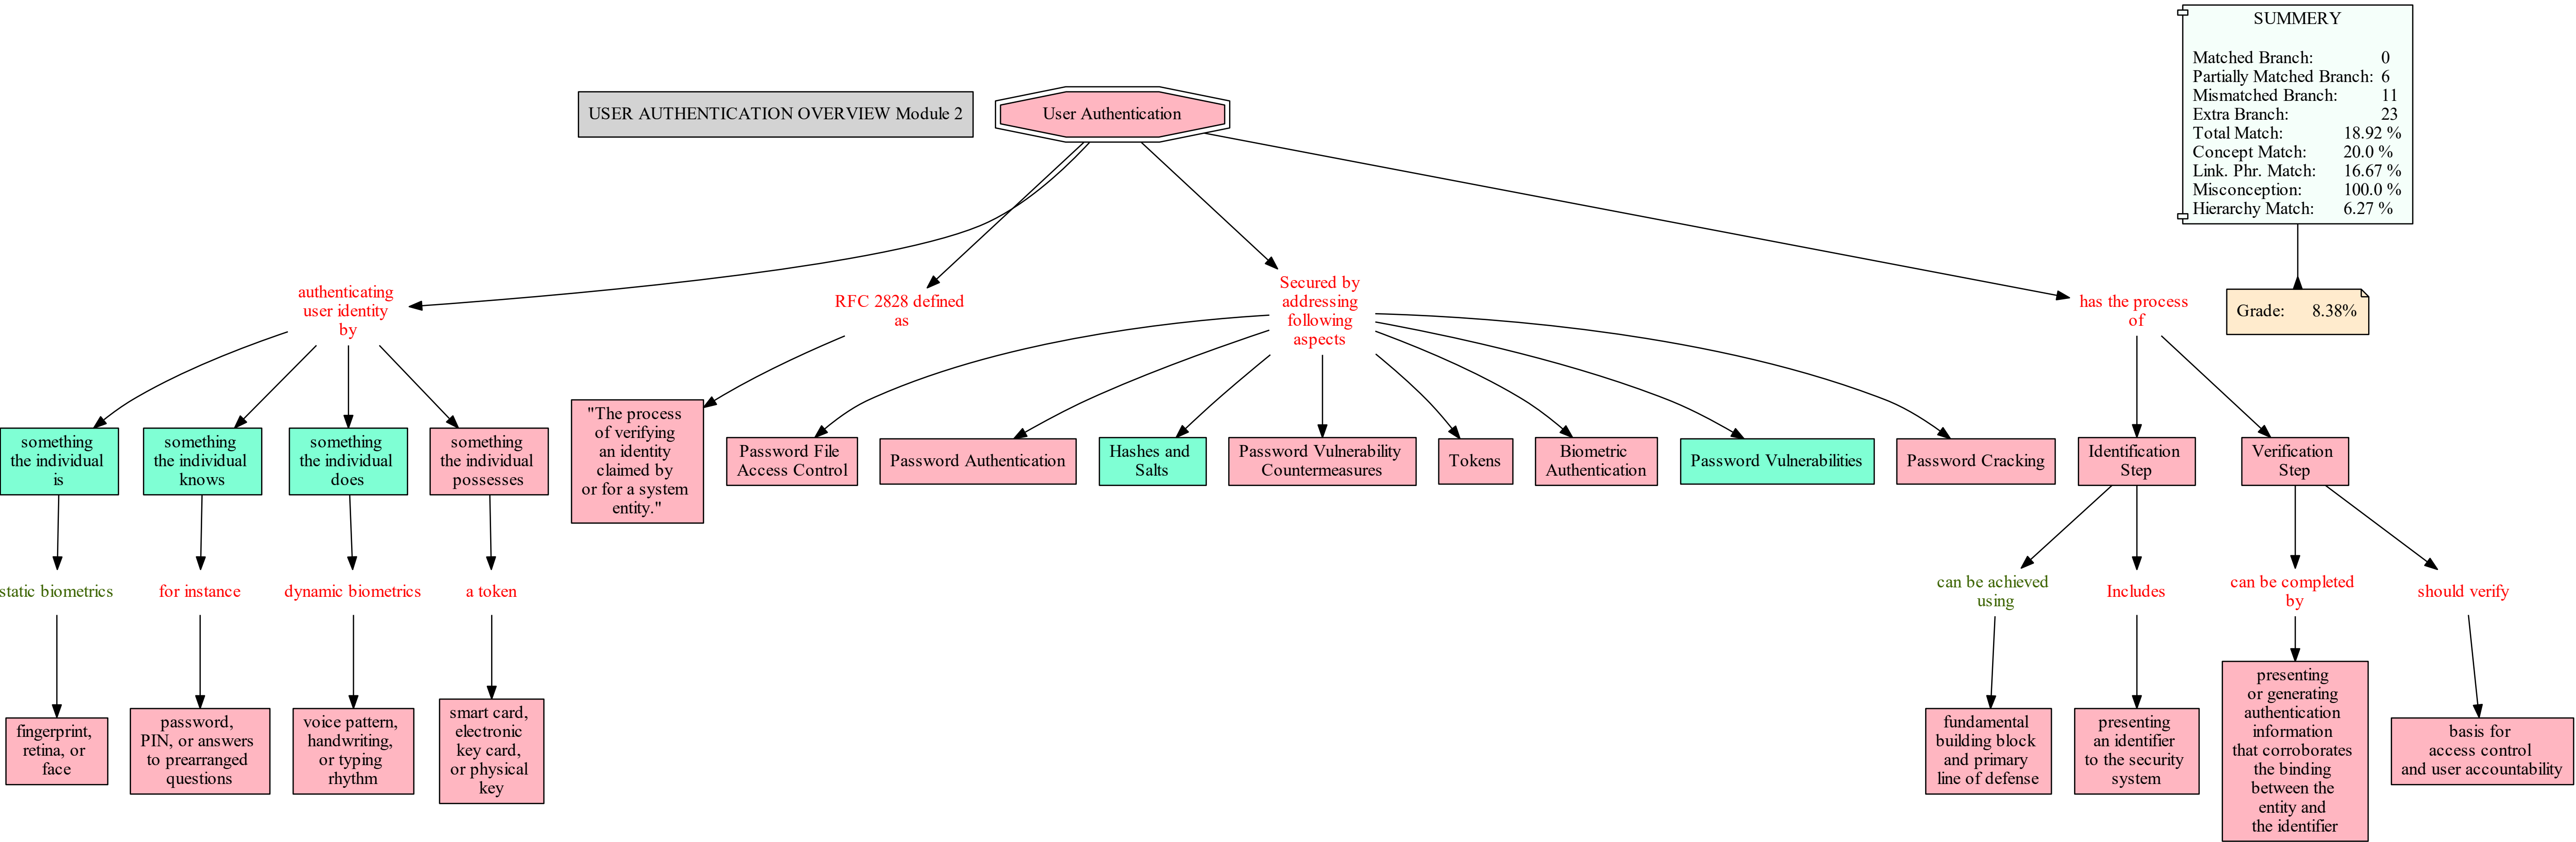 SUMMERY
Matched Branch: 0
Partially Matched Branch: 6
Mismatched Branch: 11
Extra Branch: 23
Total Match: 18.92 %
Concept Match: 20.0 %
Link. Phr. Match: 16.67 %
Misconception: 100.0 %
Hierarchy Match: 6.27 %
USER AUTHENTICATION OVERVIEW Module 2
User Authentication
authenticating
user identity
by
RFC 2828 defined
as
Secured by
addressing
following
aspects
has the process
of
Grade: 8.38%
something
the individual
is
something
the individual
knows
something
the individual
does
something
the individual
possesses
"The process
of verifying
an identity
claimed by
or for a system
entity."
Password File
Access Control
Password Authentication
Hashes and
Salts
Password Vulnerability
Countermeasures
Tokens
Biometric
Authentication
Password Vulnerabilities
Password Cracking
Identification
Step
Verification
Step
static biometrics
for instance
dynamic biometrics
a token
can be achieved
using
Includes
can be completed
by
should verify
fingerprint,
retina, or
face
password,
PIN, or answers
to prearranged
questions
voice pattern,
handwriting,
or typing
rhythm
smart card,
electronic
key card,
or physical
key
fundamental
building block
and primary
line of defense
presenting
an identifier
to the security
system
presenting
or generating
authentication
information
that corroborates
the binding
between the
entity and
the identifier
basis for
access control
and user accountability